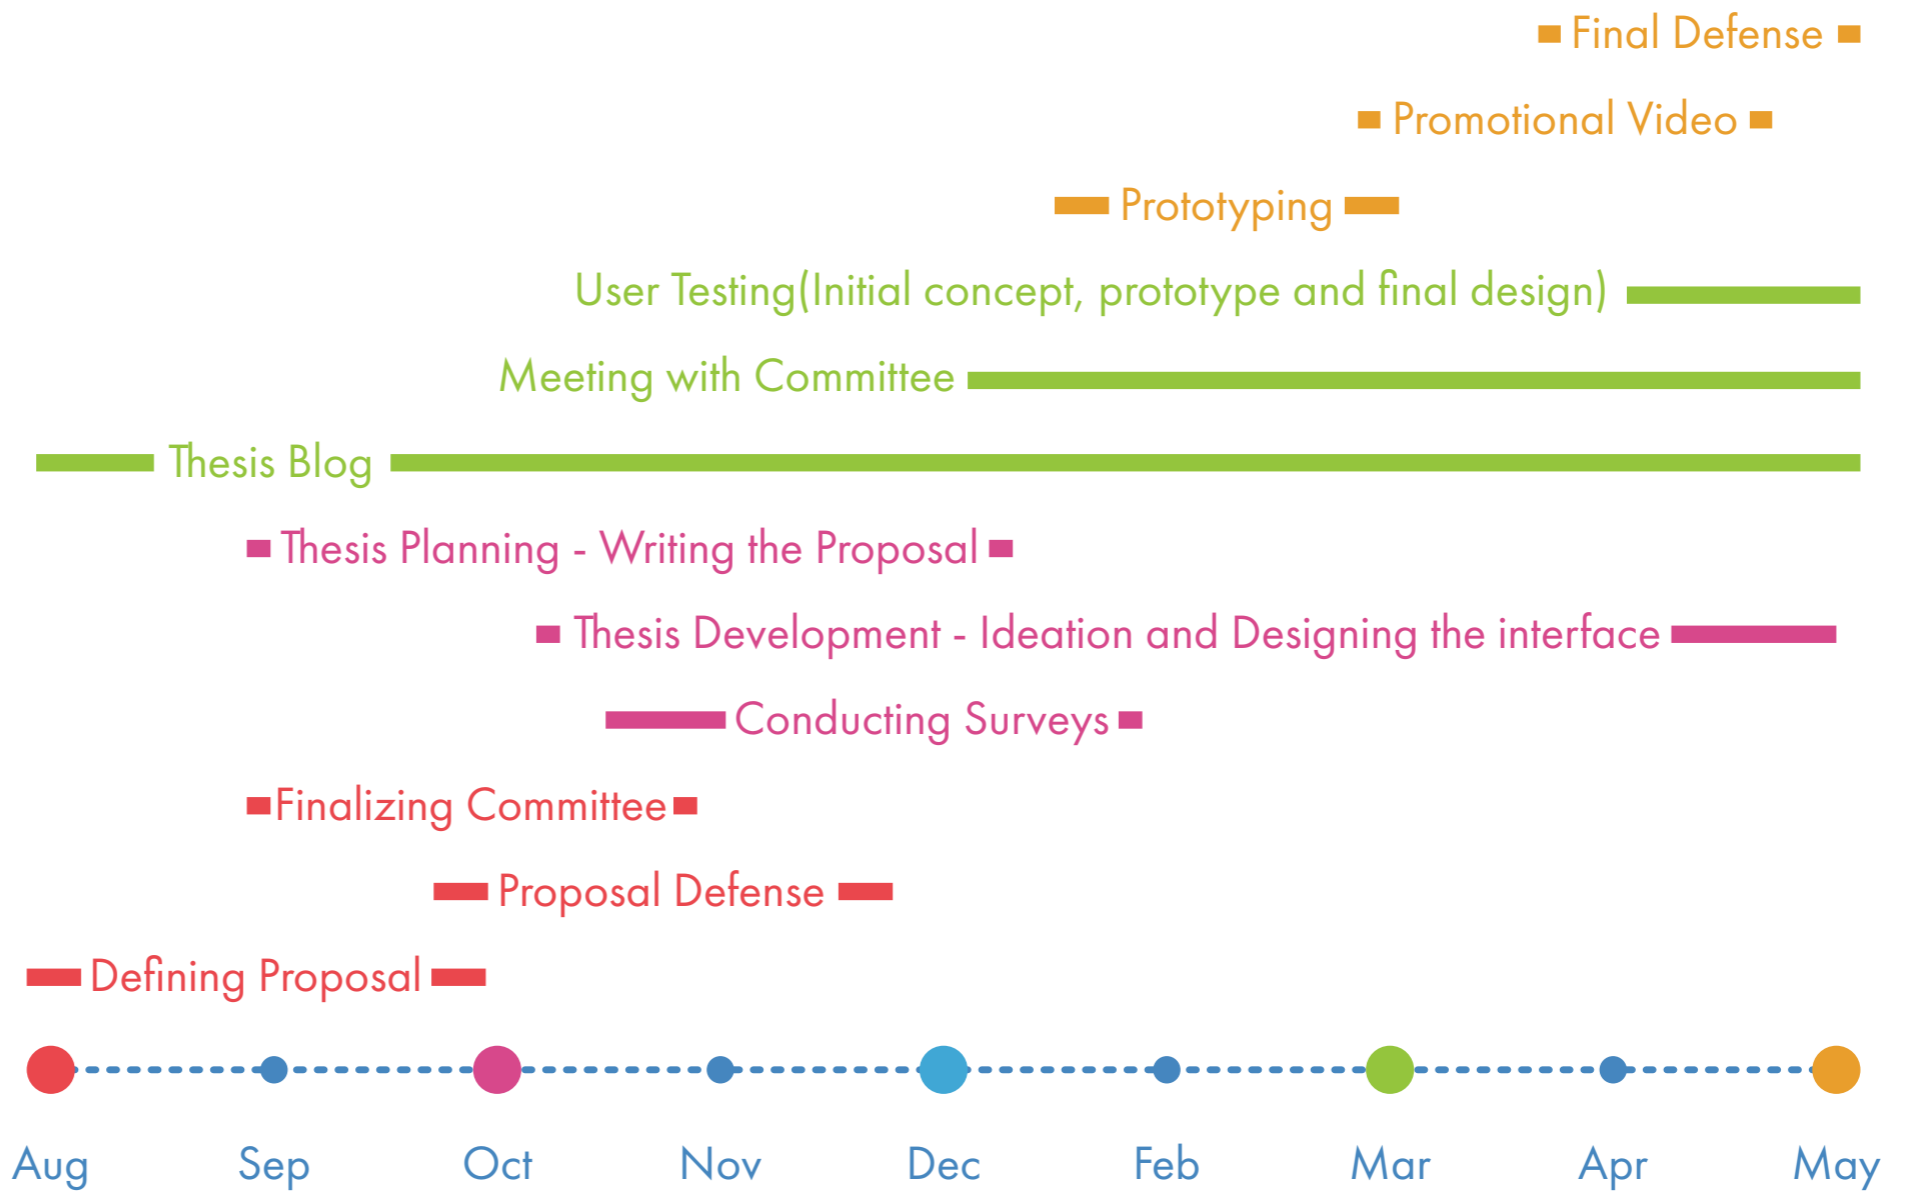 Final Defense
Promotional Video
Prototyping
User Testing(Initial concept, prototype and final design)
Meeting with Committee
Thesis Blog
Thesis Planning - Writing the Proposal
Thesis Development - Ideation and Designing the interface
Conducting Surveys
Finalizing Committee
Proposal Defense
Defining Proposal
Aug Sep Oct Nov Dec Feb Mar Apr May